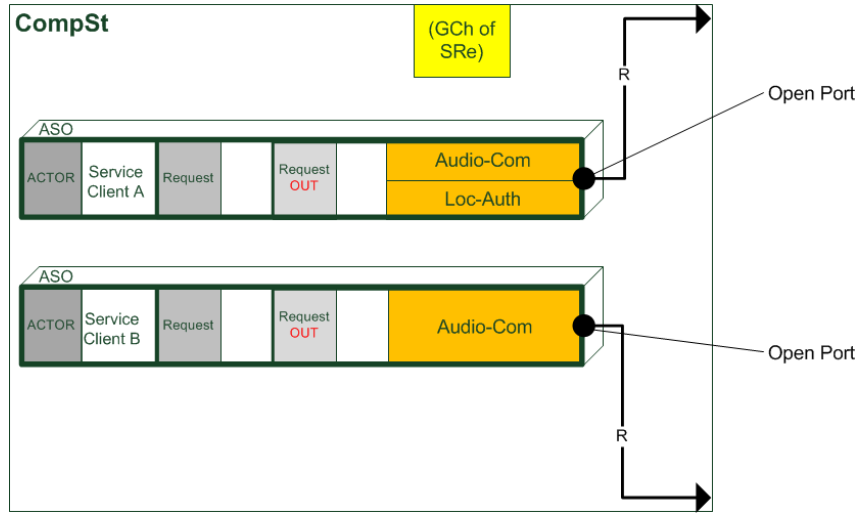 CompSt
(GCh of
SRe)
R
Open Port
ASO
ACTOR
Service
Client A
Request
Request
OUT
Audio-Com
Loc-Auth
ASO
ACTOR
Service
Client B
Request
Request
OUT
Audio-Com
Open Port
R